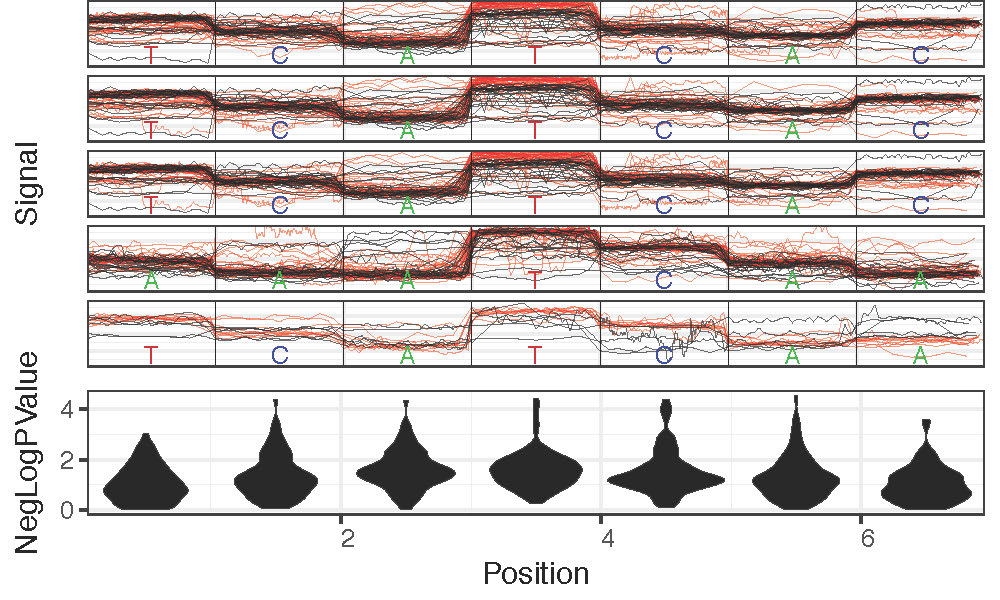 Signal
T C A T C A C
T C A T C A C
T C A T C A C
A A A T C A A
T C A T C A A
NegLogPValue
4
2
0
2 4 6
Position